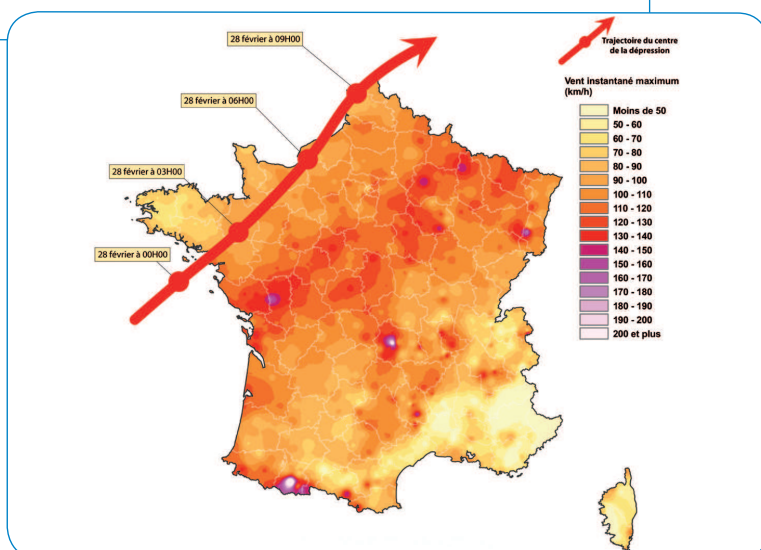 28 février à 09H00
28 février à 06H00
28 février à 03H00
28 février à 00H00
Trajectoire du centre
de la dépression
Vent instantané maximum
(km/h)
Moins de 50
50 - 60
60 - 70
70 - 80
80 - 90
90 - 100
100 - 110
110 - 120
120 - 130
130 - 140
140 - 150
150 - 160
160 - 170
170 - 180
180 - 190
190 - 200
200 et plus